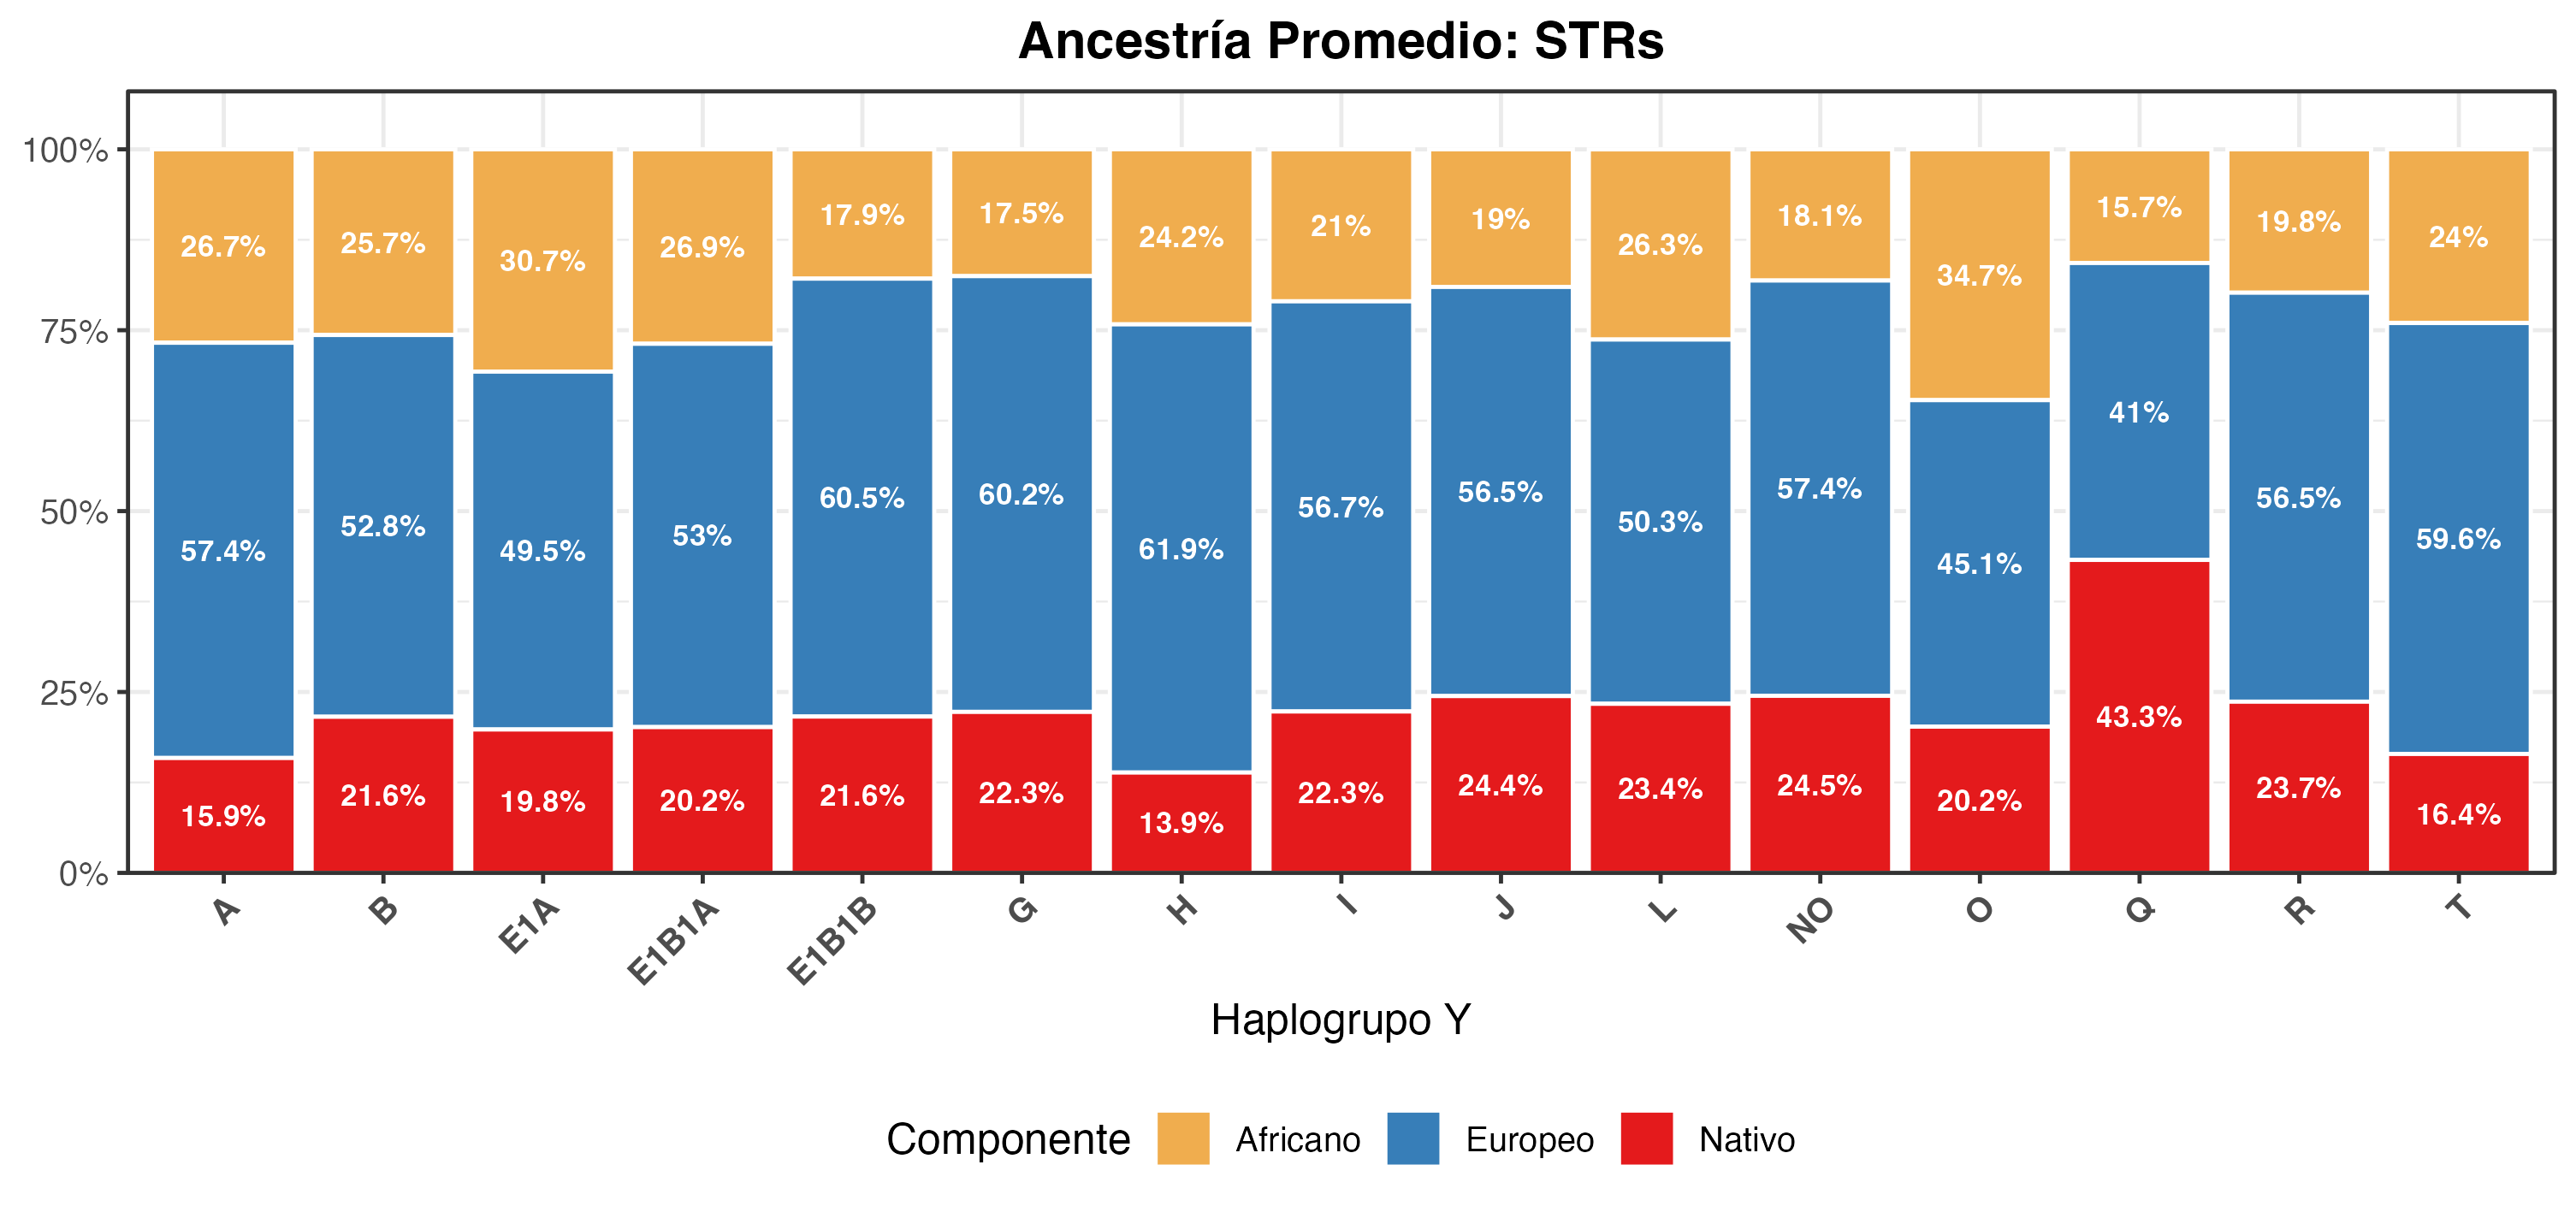 Ancestría Promedio: STRs
100%
75%
50%
25%
0%
26.7% 25.7% 30.7% 26.9% 17.9% 17.5% 24.2% 21% 19% 26.3% 18.1% 34.7% 15.7% 19.8% 24%
57.4% 52.8% 49.5% 53% 60.5% 60.2% 61.9% 56.7% 56.5% 50.3% 57.4% 45.1% 41% 56.5% 59.6%
15.9% 21.6% 19.8% 20.2% 21.6% 22.3% 13.9% 22.3% 24.4% 23.4% 24.5% 20.2% 43.3% 23.7% 16.4%
A B E1A E1B1A E1B1B G H I J L NO O Q R T
Haplogrupo Y
Componente Africano Europeo Nativo